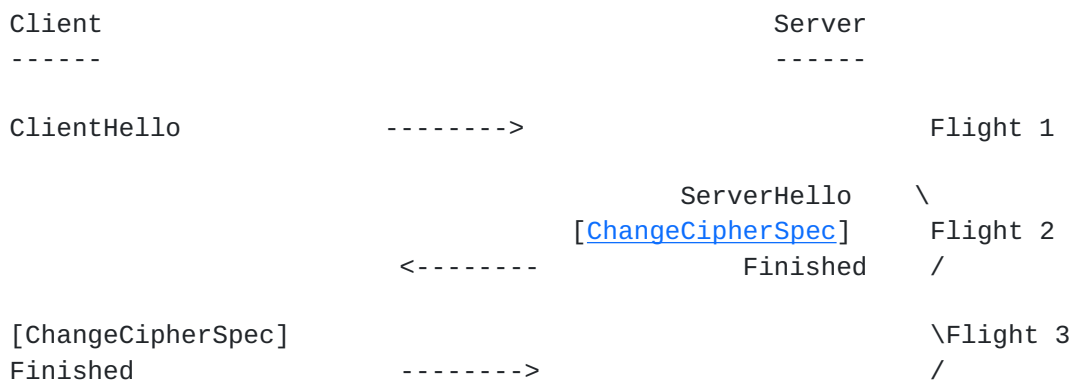 Client                                           Server
------                                           ------
ClientHello             -------->                          Flight 1
                                           ServerHello    \
                                    [ChangeCipherSpec]     Flight 2
                         <--------             Finished    /
[ChangeCipherSpec]                                         \Flight 3
Finished                 -------->                         /